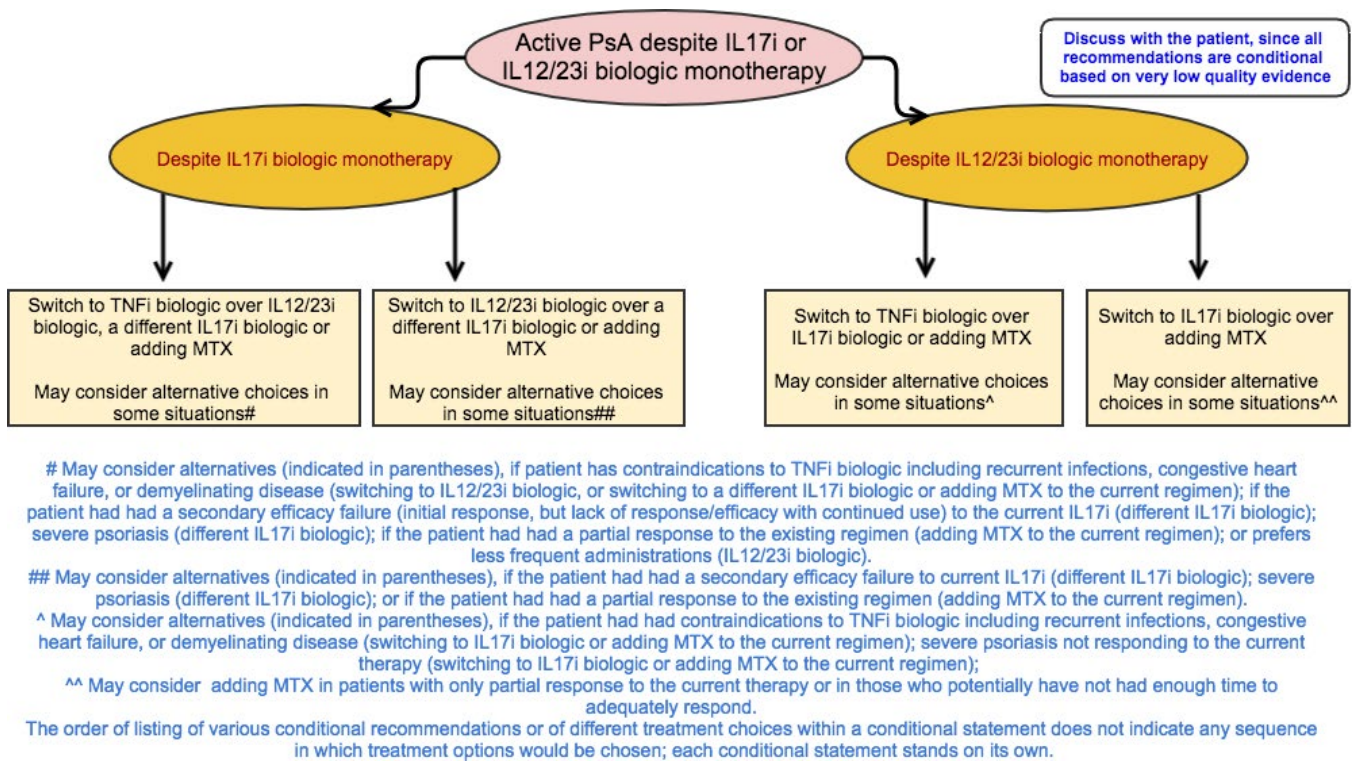 Active PsA despite IL17i or
IL12/23i biologic monotherapy
Discuss with the patient, since all
recommendations are conditional
based on very low quality evidence
Despite IL17i biologic monotherapy
Despite IL12/23i biologic monotherapy
Switch to TNFi biologic over IL12/23i
biologic, a different IL17i biologic or
adding MTX
May consider alternative choices in
some situations#
Switch to IL12/23i biologic over a
different IL17i biologic or adding
MTX
May consider alternative choices
in some situations##
Switch to TNFi biologic over
IL17i biologic or adding MTX
May consider alternative choices
in some situations^
Switch to IL17i biologic over
adding MTX
May consider alternative
choices in some situations^^
# May consider alternatives (indicated in parentheses), if patient has contraindications to TNFi biologic including recurrent infections, congestive heart
failure, or demyelinating disease (switching to IL12/23i biologic, or switching to a different IL17i biologic or adding MTX to the current regimen); if the
patient had had a secondary efficacy failure (initial response, but lack of response/efficacy with continued use) to the current IL17i (different IL17i biologic);
severe psoriasis (different IL17i biologic); if the patient had had a partial response to the existing regimen (adding MTX to the current regimen); or prefers
less frequent administrations (IL12/23i biologic).
## May consider alternatives (indicated in parentheses), if the patient had had a secondary efficacy failure to current IL17i (different IL17i biologic); severe
psoriasis (different IL17i biologic); or if the patient had had a partial response to the existing regimen (adding MTX to the current regimen).
^ May consider alternatives (indicated in parentheses), if the patient had had contraindications to TNFi biologic including recurrent infections, congestive
heart failure, or demyelinating disease (switching to IL17i biologic or adding MTX to the current regimen); severe psoriasis not responding to the current
therapy (switching to IL17i biologic or adding MTX to the current regimen);
^^ May consider adding MTX in patients with only partial response to the current therapy or in those who potentially have not had enough time to
adequately respond.
The order of listing of various conditional recommendations or of different treatment choices within a conditional statement does not indicate any sequence
in which treatment options would be chosen; each conditional statement stands on its own.